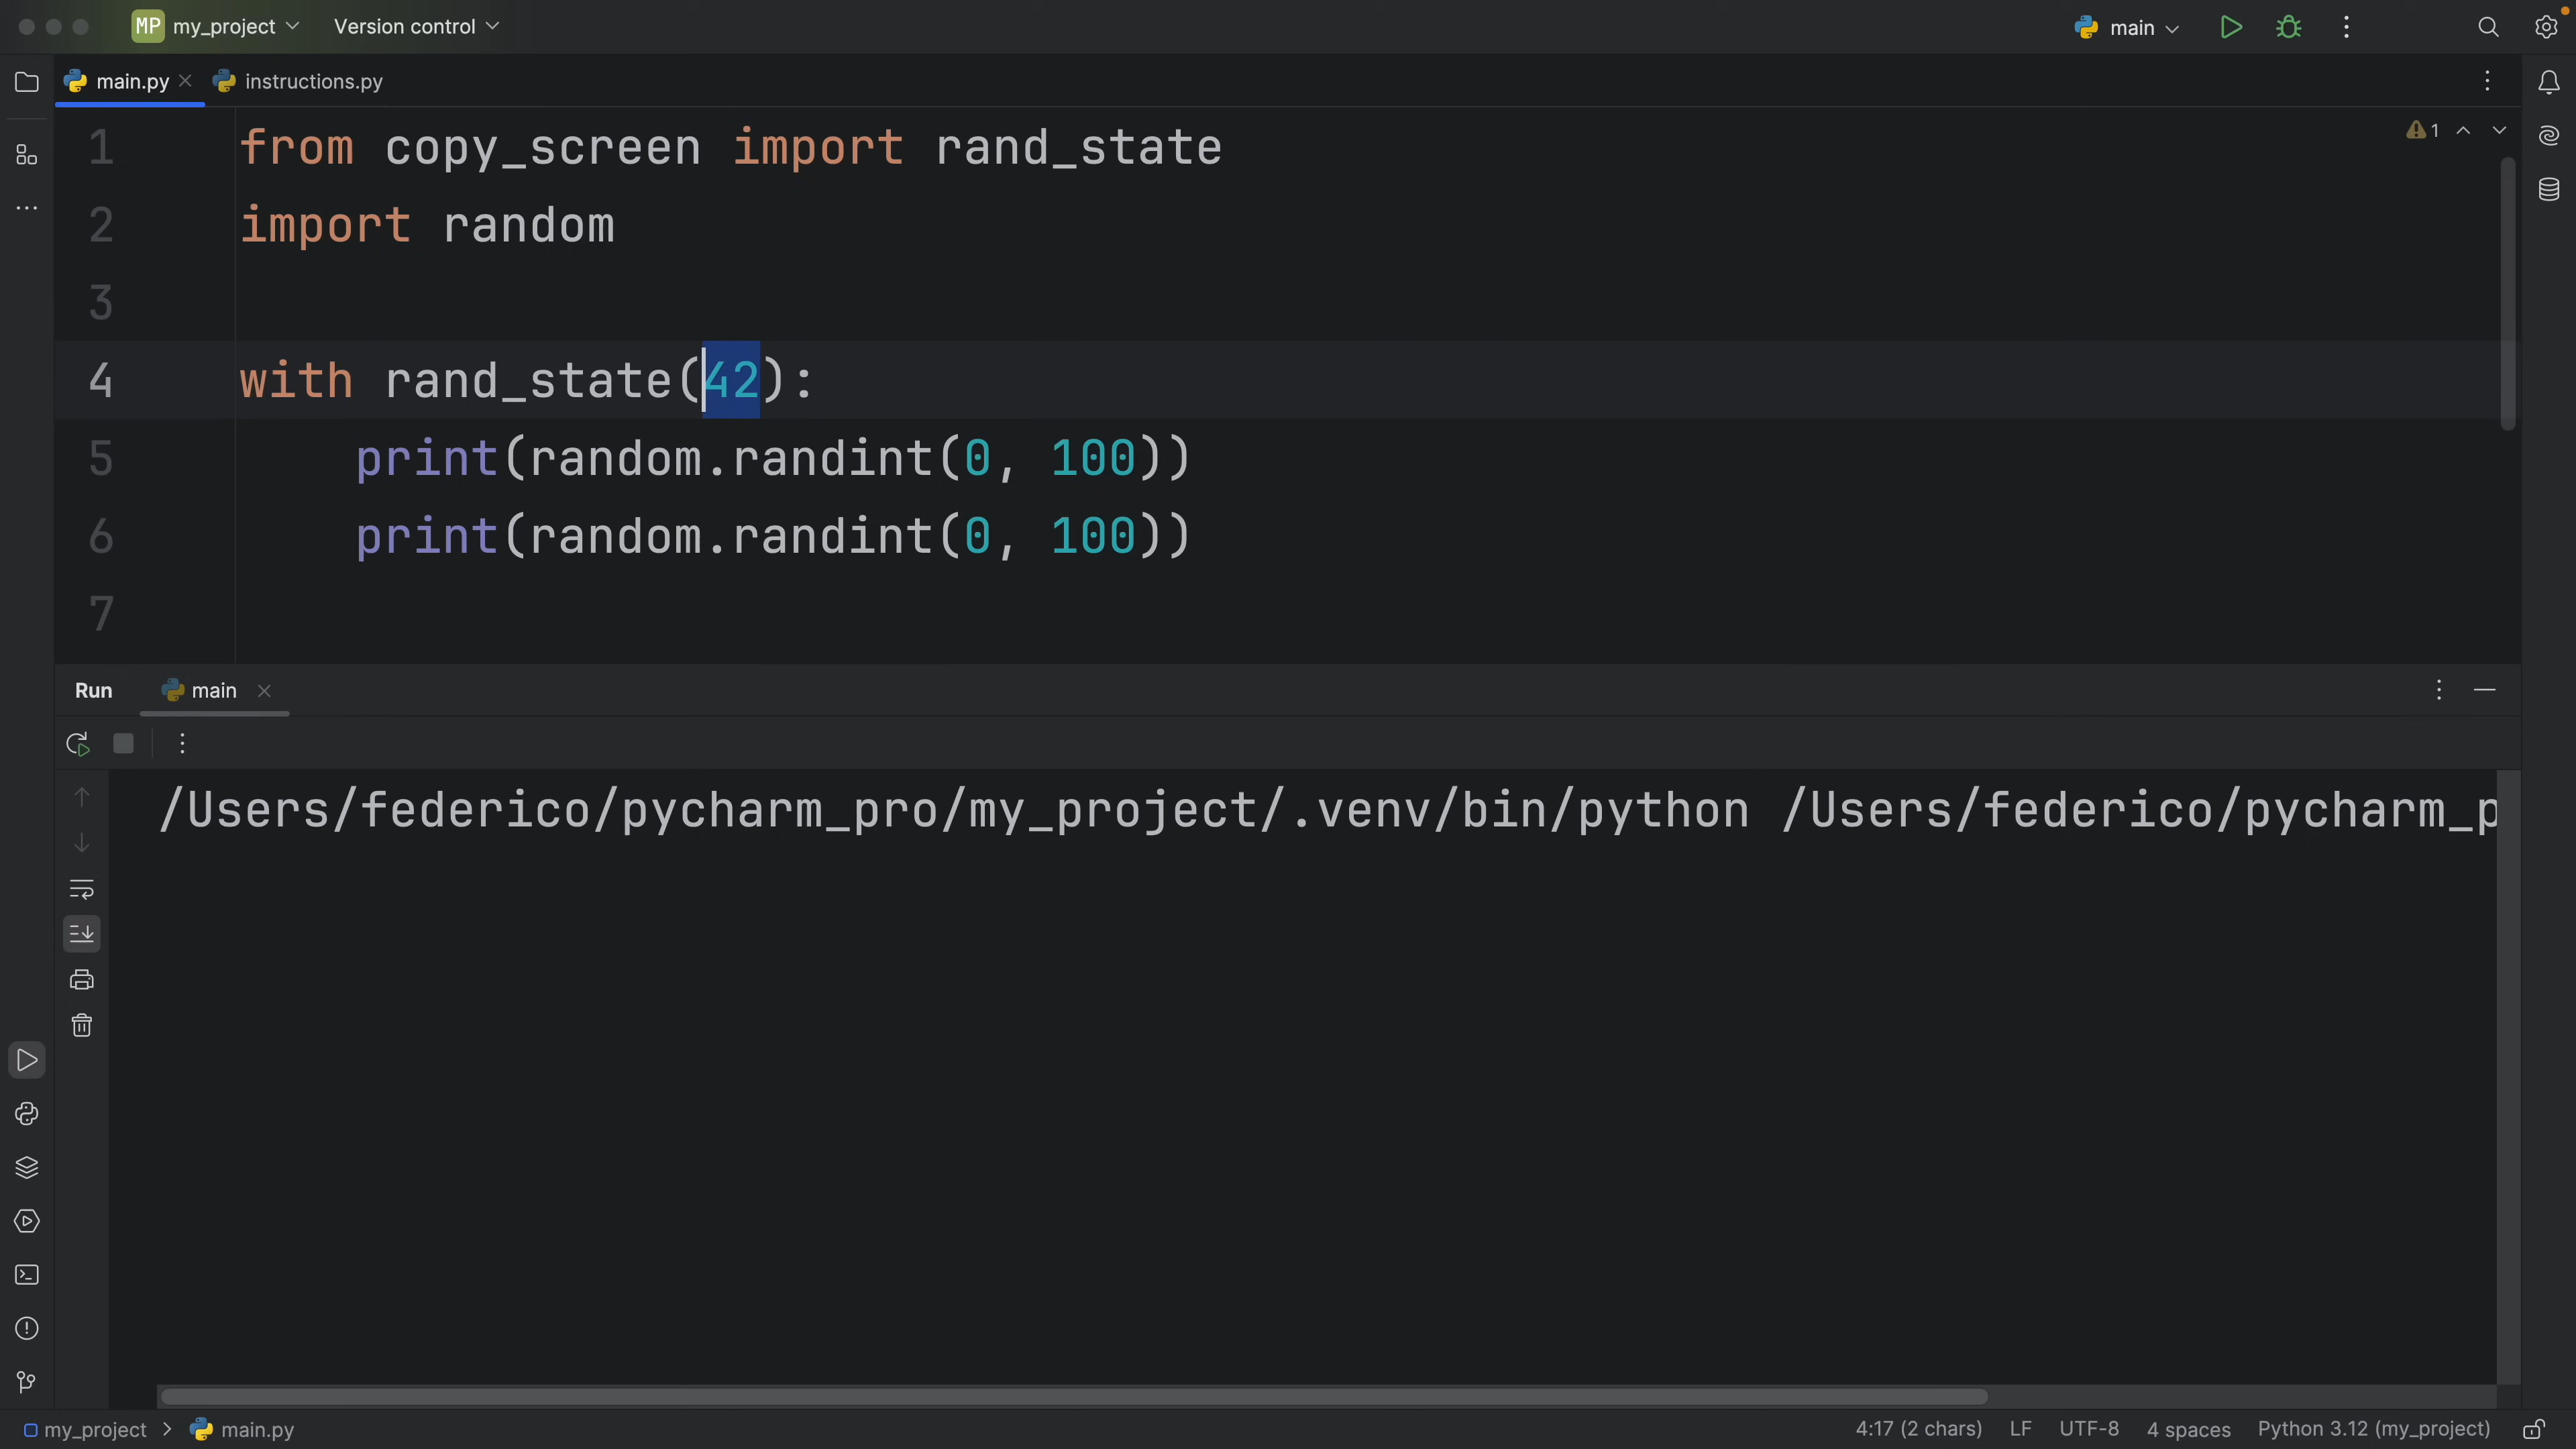 MP my_project Version control main
main.py instructions.py
1 from copy_screen import rand_state
1
2 import random
3
4 with rand_state(42):
5 print(random.randint(0, 100))
6 print(random.randint(0, 100))
7
Run main
/Users/federico/pycharm_pro/my_project/.venv/bin/python /Users/federico/pycharm_p
my_project > main.py 4:17 (2 chars) LF UTF-8 4 spaces Python 3.12 (my_project)